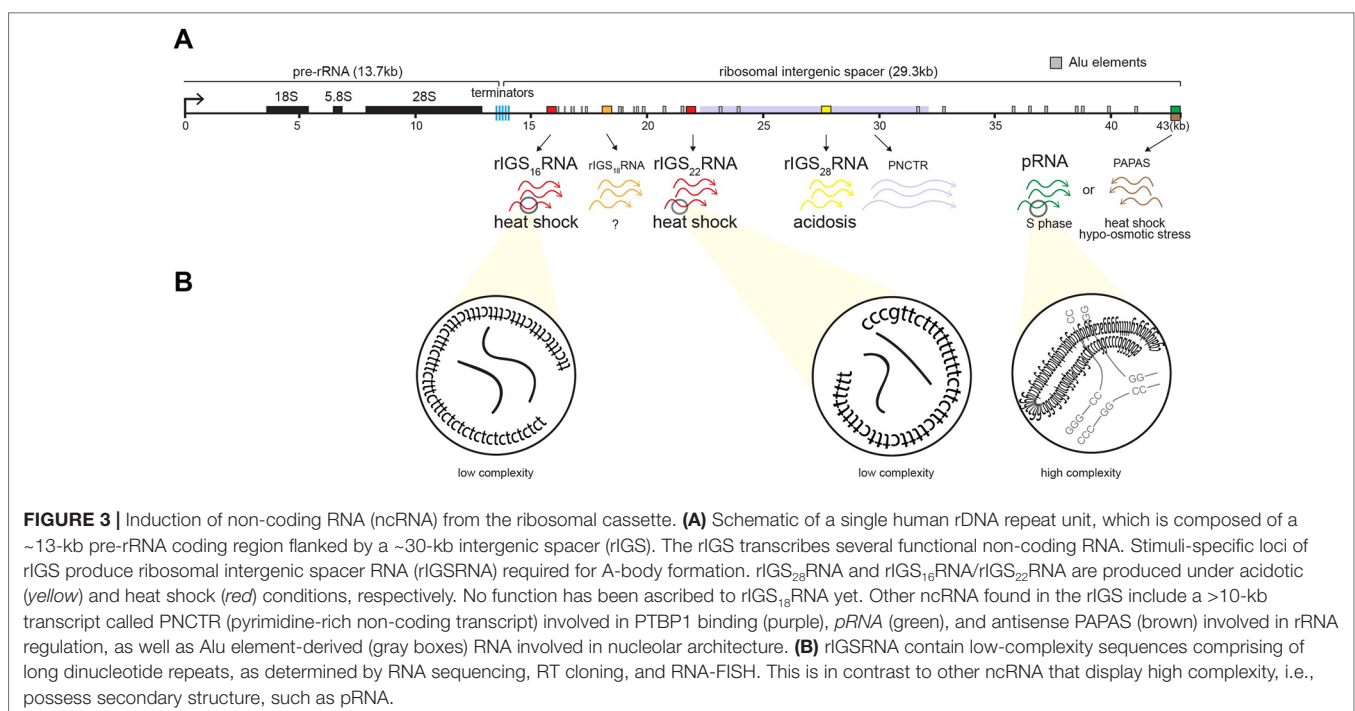 A
Alu elements
pre-rRNA (13.7kb)
ribosomal intergenic spacer (29.3kb)
18S 5.8S 28S terminators
0 5 10 15 20 25 30 35 40 43(kb)
rIGS16RNA rIGS18RNA rIGS22RNA rIGS28RNA PNCTR pRNA PAPAS
or
heat shock ? heat shock acidosis S phase heat shock
hypo-osmotic stress
B
CC
GG
GG
CC
GGG CC
CCC GG
low complexity low complexity high complexity
FIGURE 3 | Induction of non-coding RNA (ncRNA) from the ribosomal cassette. (A) Schematic of a single human rDNA repeat unit, which is composed of a
~13-kb pre-rRNA coding region flanked by a ~30-kb intergenic spacer (rIGS). The rIGS transcribes several functional non-coding RNA. Stimuli-specific loci of
rIGS produce ribosomal intergenic spacer RNA (rIGSRNA) required for A-body formation. rIGS28RNA and rIGS16RNA/rIGS22RNA are produced under acidotic
(yellow) and heat shock (red) conditions, respectively. No function has been ascribed to rIGS18RNA yet. Other ncRNA found in the rIGS include a >10-kb
transcript called PNCTR (pyrimidine-rich non-coding transcript) involved in PTBP1 binding (purple), pRNA (green), and antisense PAPAS (brown) involved in rRNA
regulation, as well as Alu element-derived (gray boxes) RNA involved in nucleolar architecture. (B) rIGSRNA contain low-complexity sequences comprising of
long dinucleotide repeats, as determined by RNA sequencing, RT cloning, and RNA-FISH. This is in contrast to other ncRNA that display high complexity, i.e.,
possess secondary structure, such as pRNA.